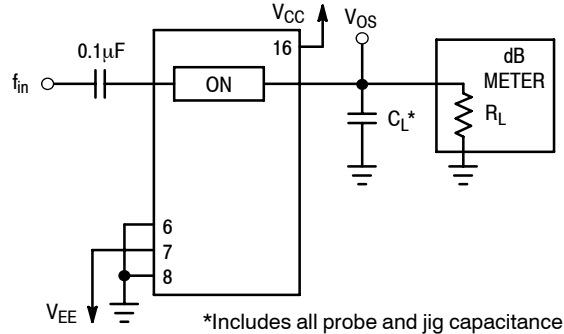 V_CC
V_OS
16
0.1μF
dB
METER
f_in
ON
C_L*
R_L
6
7
8
V_EE
*Includes all probe and jig capacitance